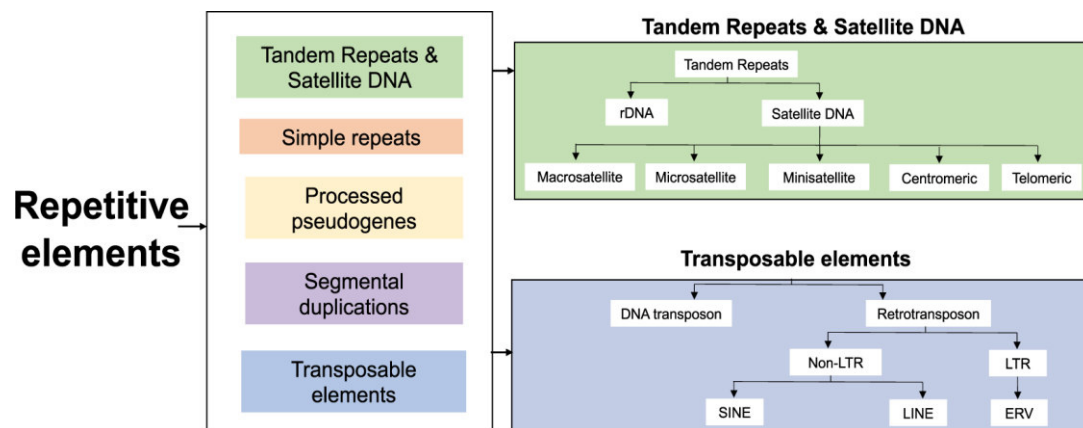 Repetitive
elements
Tandem Repeats &
Satellite DNA
Simple repeats
Processed
pseudogenes
Segmental
duplications
Transposable
elements
Tandem Repeats & Satellite DNA
Tandem Repeats
rDNA
Satellite DNA
Macrosatellite
Microsatellite
Minisatellite
Centromeric
Telomeric
Transposable elements
DNA transposon
Retrotransposon
Non-LTR
LTR
SINE
LINE
ERV